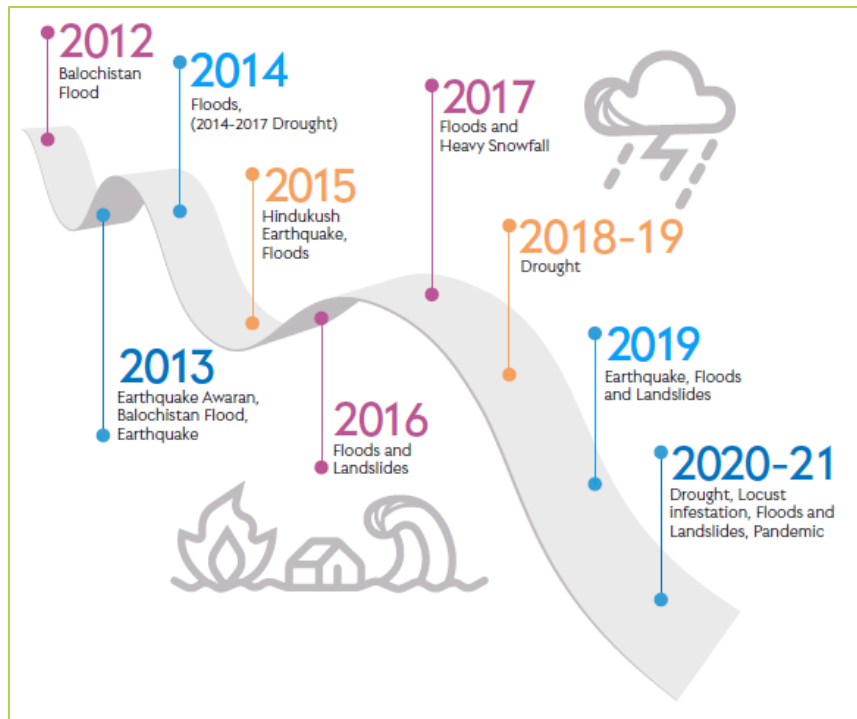 2012
Balochistan
Flood
2013
Earthquake Awaran,
Balochistan Flood,
Earthquake
2014
Floods,
(2014-2017 Drought)
2015
Hindukush
Earthquake,
Floods
2016
Floods and
Landslides
2017
Floods and
Heavy Snowfall
2018-19
Drought
2019
Earthquake, Floods
and Landslides
2020-21
Drought, Locust
infestation, Floods and
Landslides, Pandemic